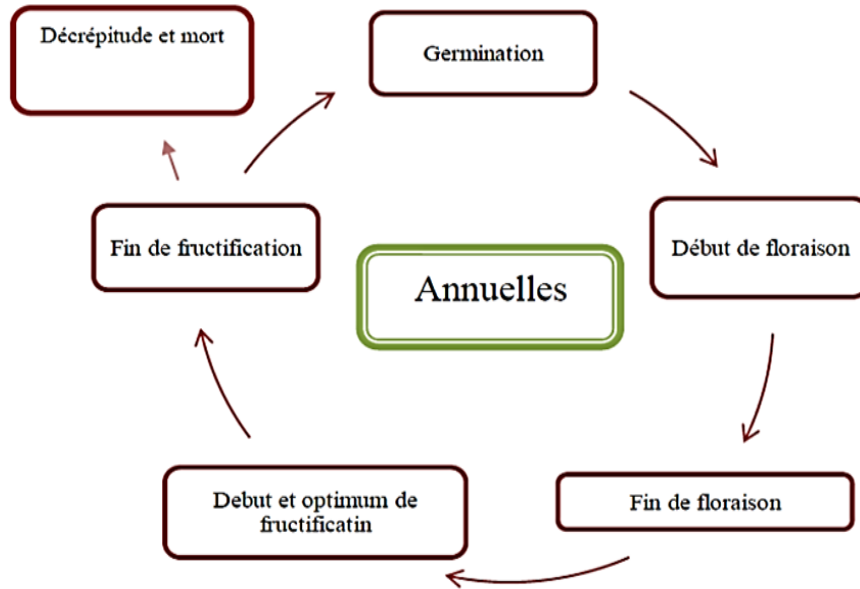 Décrépitude et mort
Germination
Début de floraison
Fin de fructification
Annuelles
Debut et optimum de
fructificatin
Fin de floraison